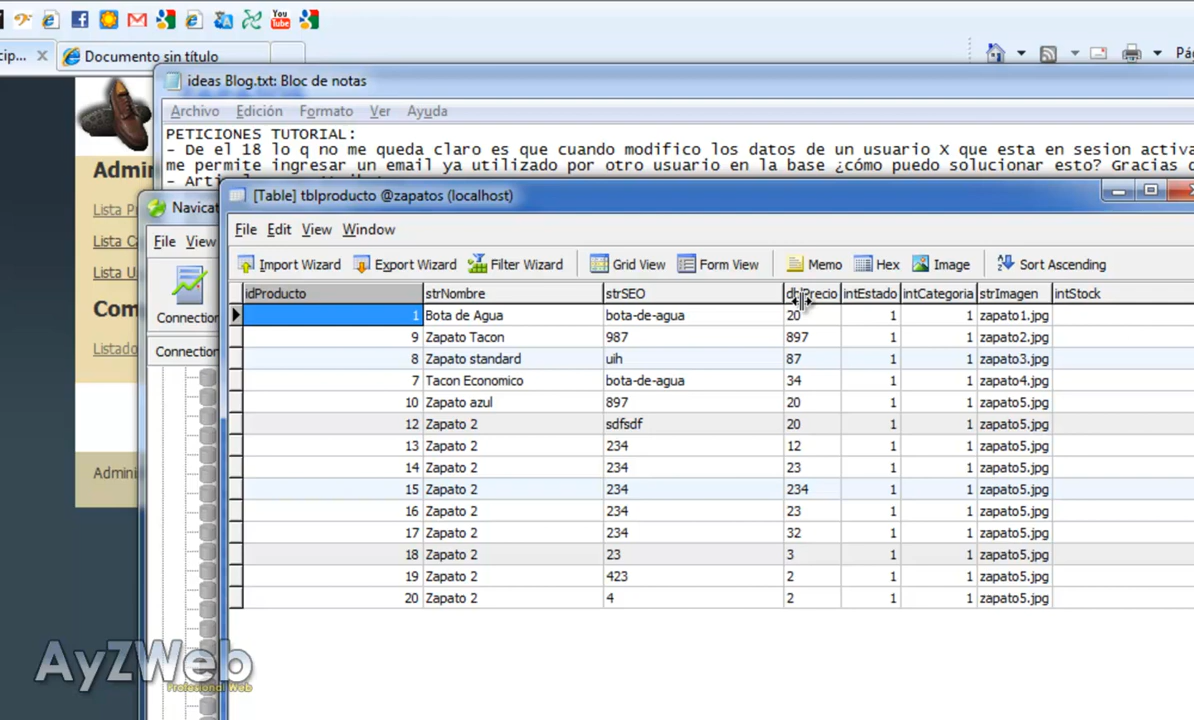 You
Tube
cip...
Documento sin título
Pá
ideas Blog.txt: Bloc de notas
Archivo Edición Formato Ver Ayuda
PETICIONES TUTORIAL:
- De el 18 lo q no me queda claro es que cuando modifico los datos de un usuario X que esta en sesion activa
me permite ingresar un email ya utilizado por otro usuario en la base ¿cómo puedo solucionar esto? Gracias
Admin
Lista P
Lista C
Lista U
Com
Listado
Admini
Navicat
File View
Connection
Connection
[Table] tblproducto @zapatos (localhost)
File Edit View Window
Import Wizard Export Wizard Filter Wizard Grid View Form View Memo Hex Image Sort Ascending
idProducto strNombre strSEO dblPrecio intEstado intCategoria strImagen intStock
1 Bota de Agua bota-de-agua 20 1 1 zapato1.jpg
9 Zapato Tacon 987 897 1 1 zapato2.jpg
8 Zapato standard uih 87 1 1 zapato3.jpg
7 Tacon Economico bota-de-agua 34 1 1 zapato4.jpg
10 Zapato azul 897 20 1 1 zapato5.jpg
12 Zapato 2 sdfsdf 20 1 1 zapato5.jpg
13 Zapato 2 234 12 1 1 zapato5.jpg
14 Zapato 2 234 23 1 1 zapato5.jpg
15 Zapato 2 234 234 1 1 zapato5.jpg
16 Zapato 2 234 23 1 1 zapato5.jpg
17 Zapato 2 234 32 1 1 zapato5.jpg
18 Zapato 2 23 3 1 1 zapato5.jpg
19 Zapato 2 423 2 1 1 zapato5.jpg
20 Zapato 2 4 2 1 1 zapato5.jpg
AyZWeb
Profesional Web